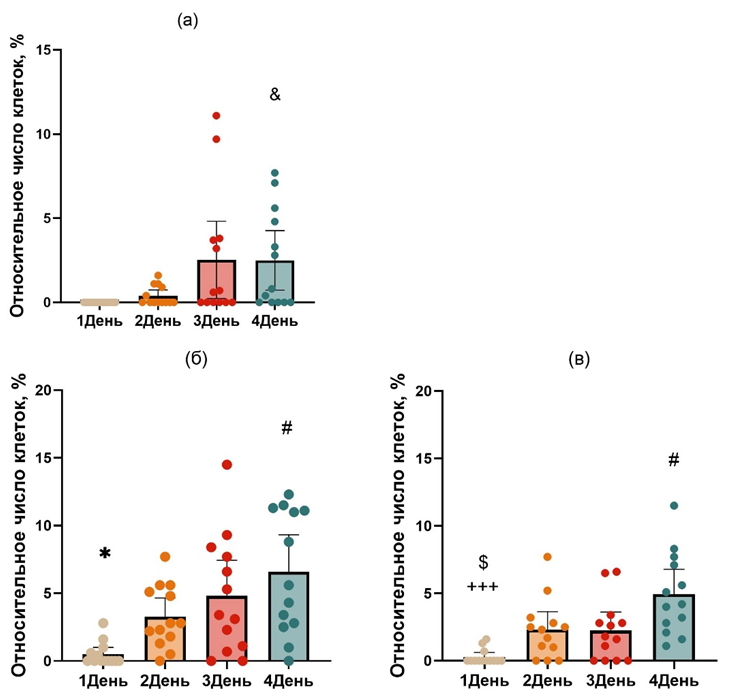 (а)
Относительное число клеток, %
15
10
5
0
&
1День 2День 3День 4День
(б)
Относительное число клеток, %
20
15
10
5
0
*
#
1День 2День 3День 4День
(в)
Относительное число клеток, %
20
15
10
5
0
$
+++
#
1День 2День 3День 4День